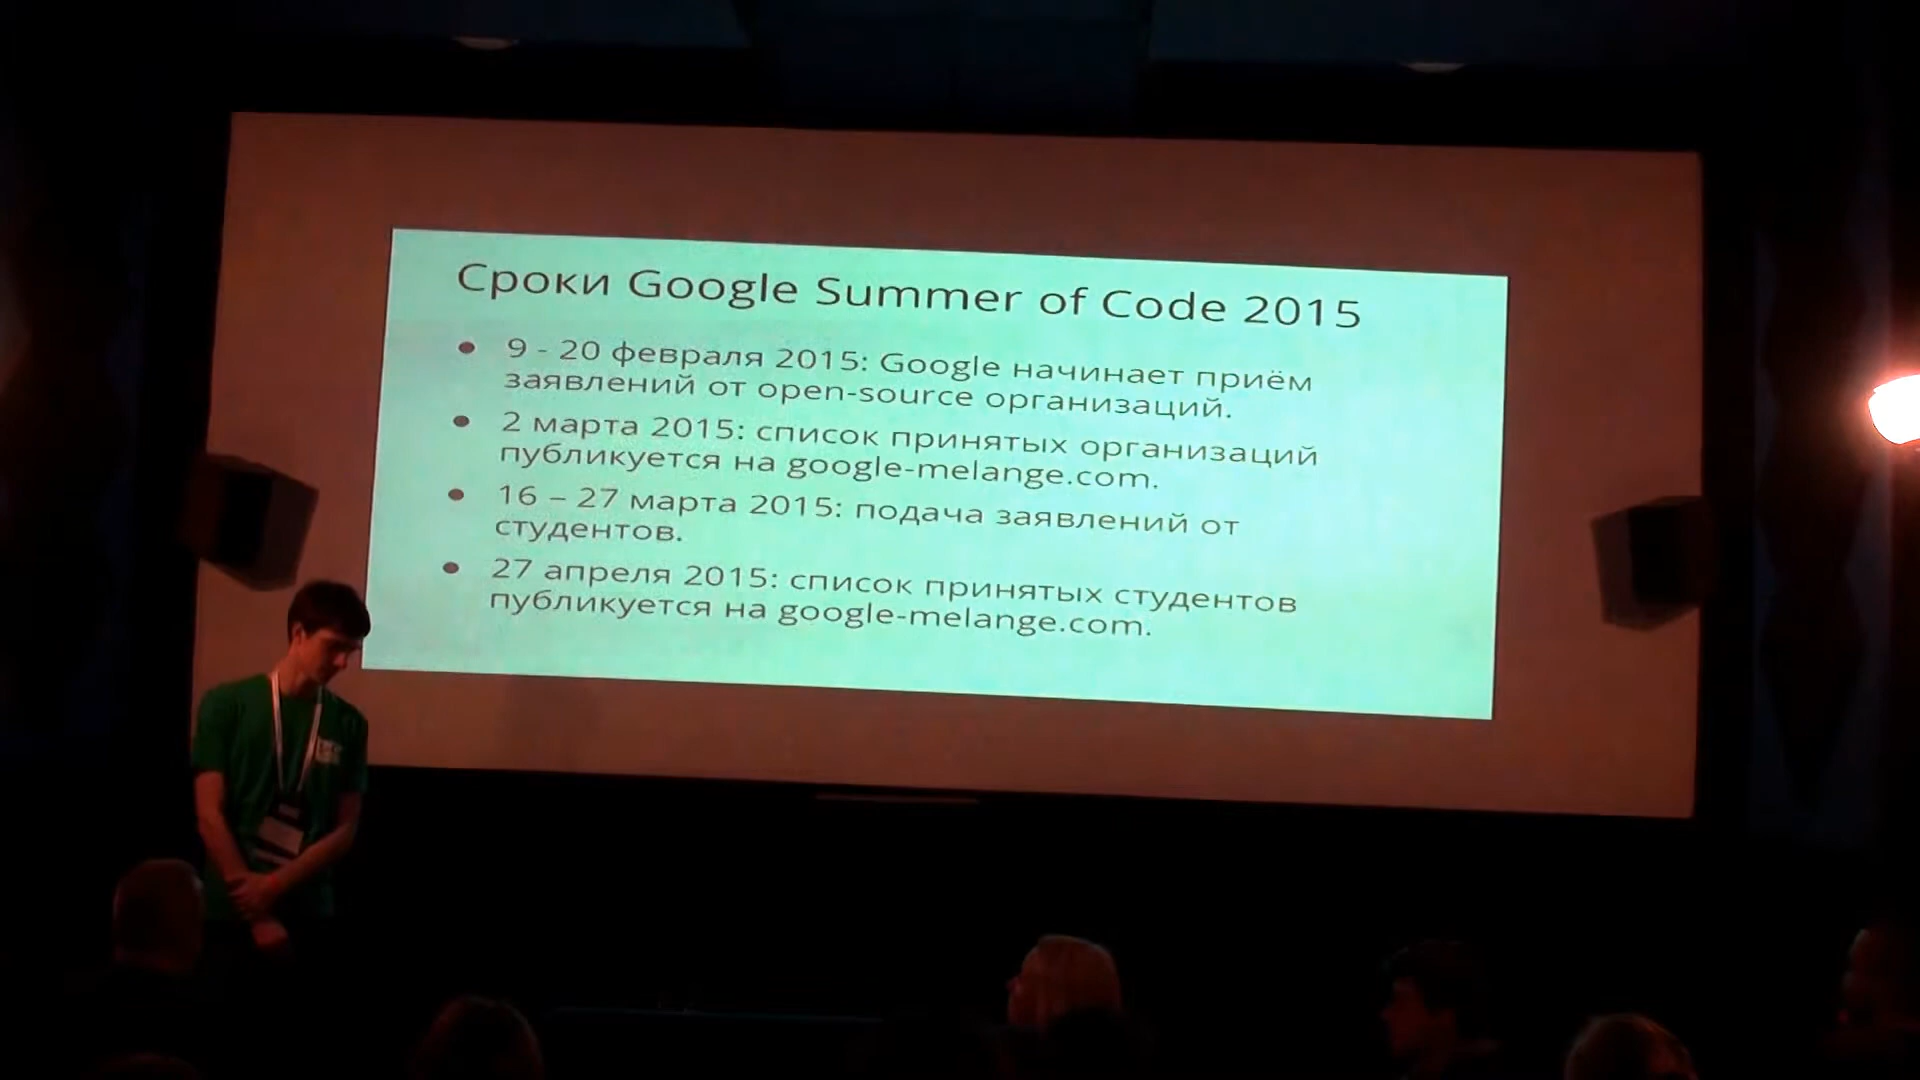 Сроки Google Summer of Code 2015
● 9 - 20 февраля 2015: Google начинает приём
заявлений от open-source организаций.
● 2 марта 2015: список принятых организаций
публикуется на google-melange.com.
● 16 – 27 марта 2015: подача заявлений от
студентов.
● 27 апреля 2015: список принятых студентов
публикуется на google-melange.com.